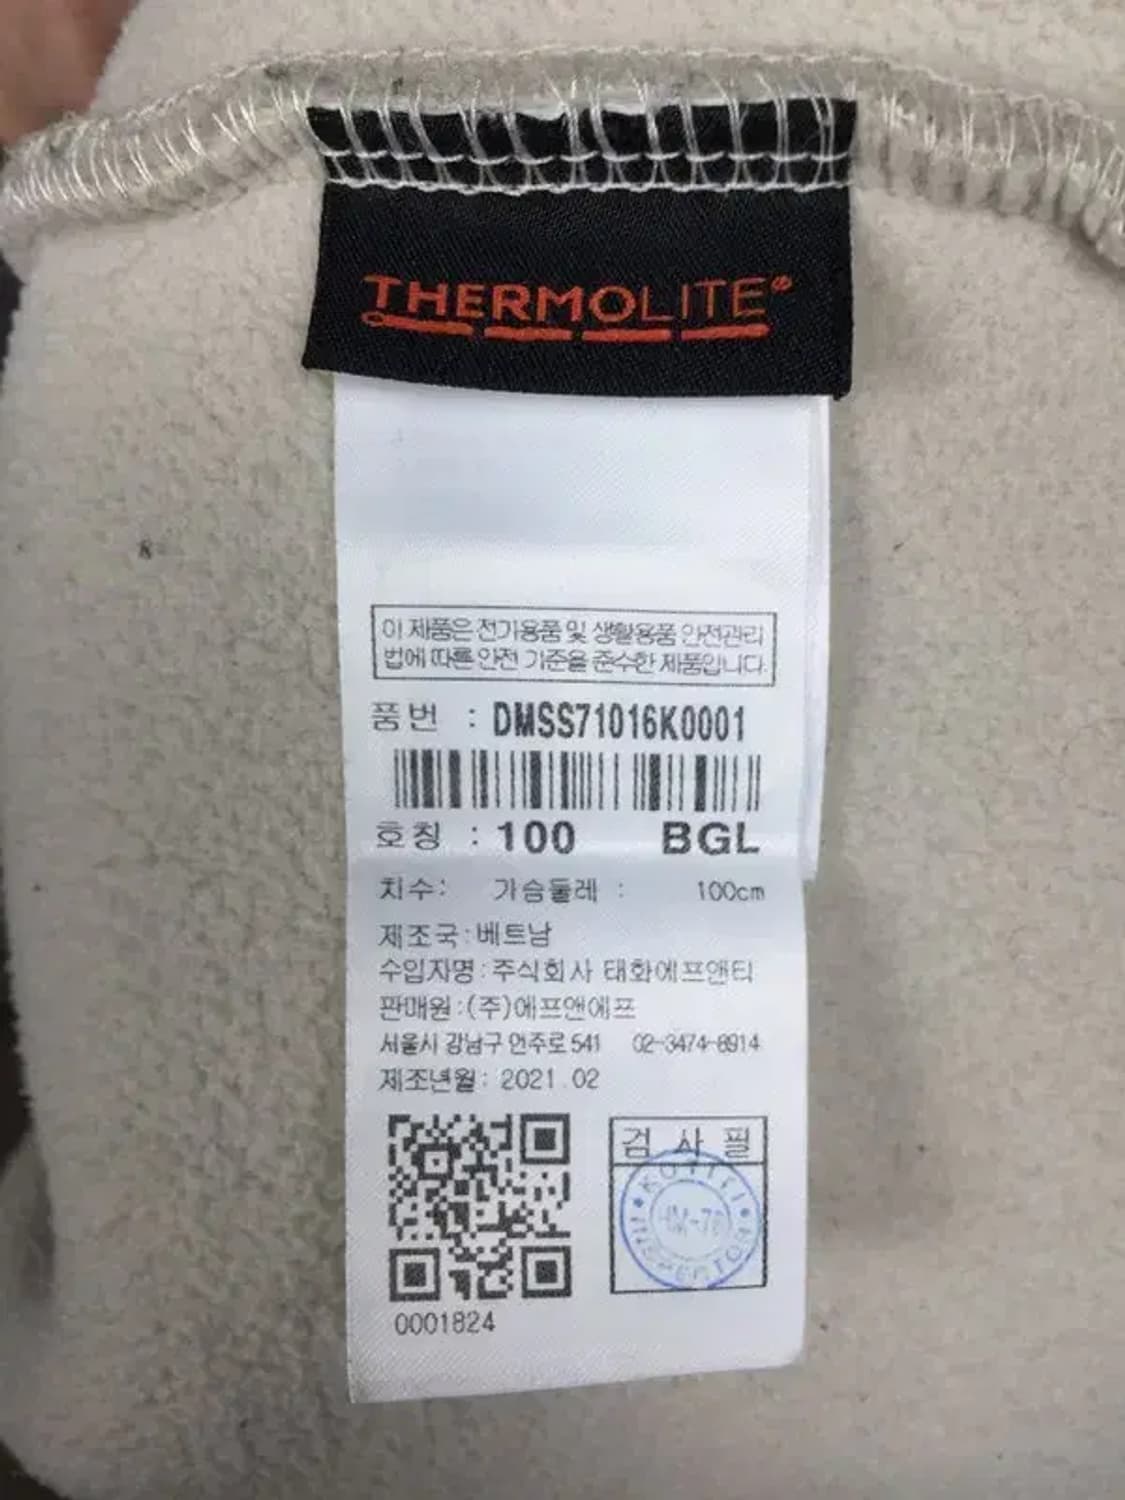 THERMOLITE®
이 제품은 전기용품 및 생활용품 안전관리
법에 따른 안전 기준을 준수한 제품입니다.
품번 : DMSS71016K0001
호칭 : 100 BGL
치수: 가슴둘레 : 100cm
제조국:베트남
수입자명:주식회사 태화에프앤티
판매원:(주)에프앤에프
서울시 강남구 언주로 541 02-3474-8914
제조년월: 2021.02
검사필
KOTITI
INSPECTOR
0001824